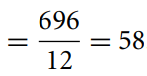 = 696/12 = 58